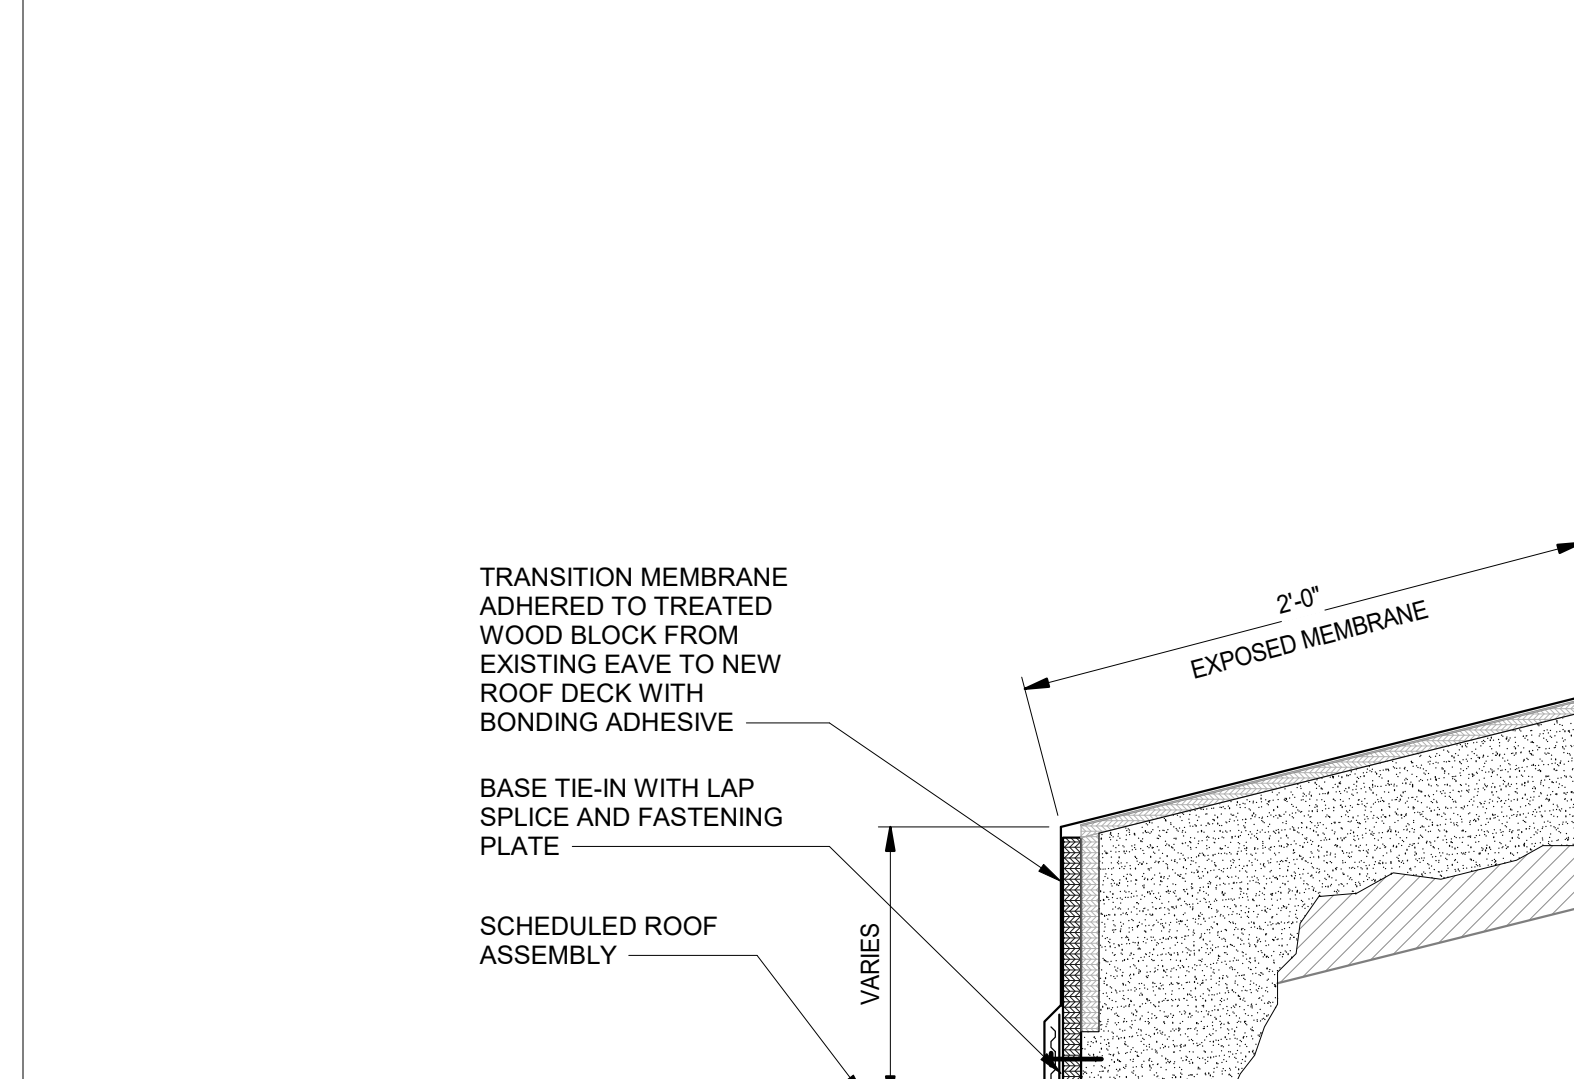 TRANSITION MEMBRANE
ADHERED TO TREATED
WOOD BLOCK FROM
EXISTING EAVE TO NEW
ROOF DECK WITH
BONDING ADHESIVE
BASE TIE-IN WITH LAP
SPLICE AND FASTENING
PLATE
SCHEDULED ROOF
ASSEMBLY
VARIES
2'-0"
EXPOSED MEMBRANE